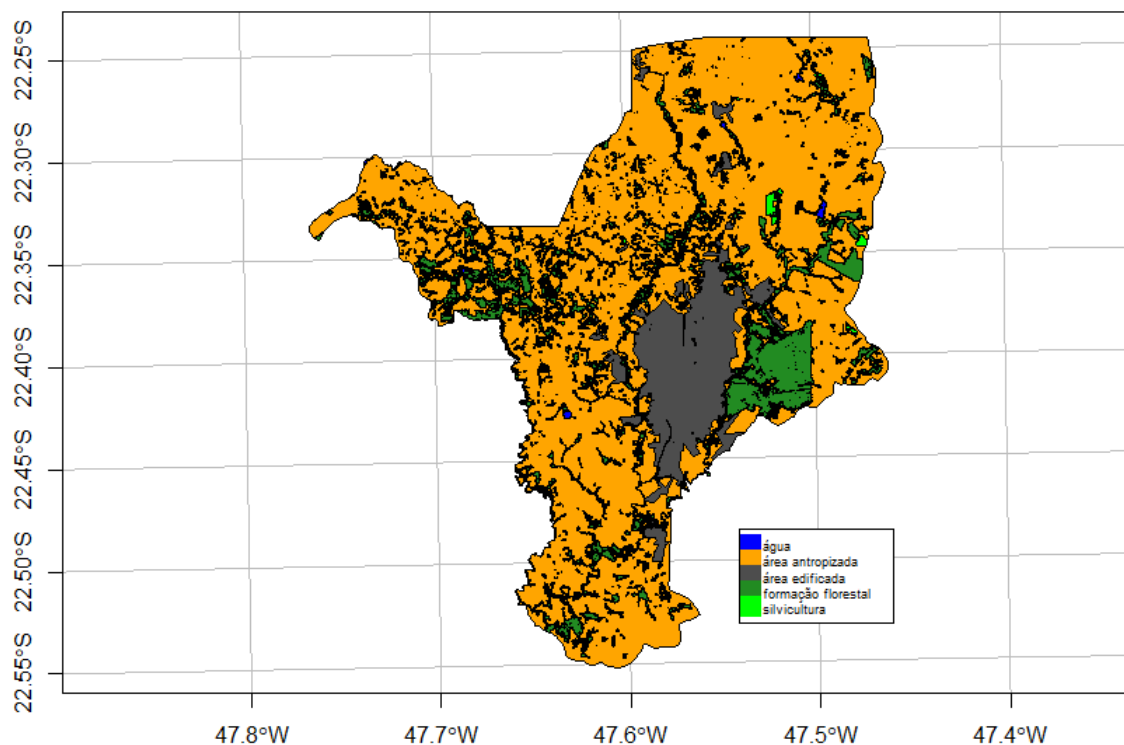 22.25°S
22.30°S
22.35°S
22.40°S
22.45°S
22.50°S
22.55°S
água
área antropizada
área edificada
formação florestal
silvicultura
47.8°W
47.7°W
47.6°W
47.5°W
47.4°W